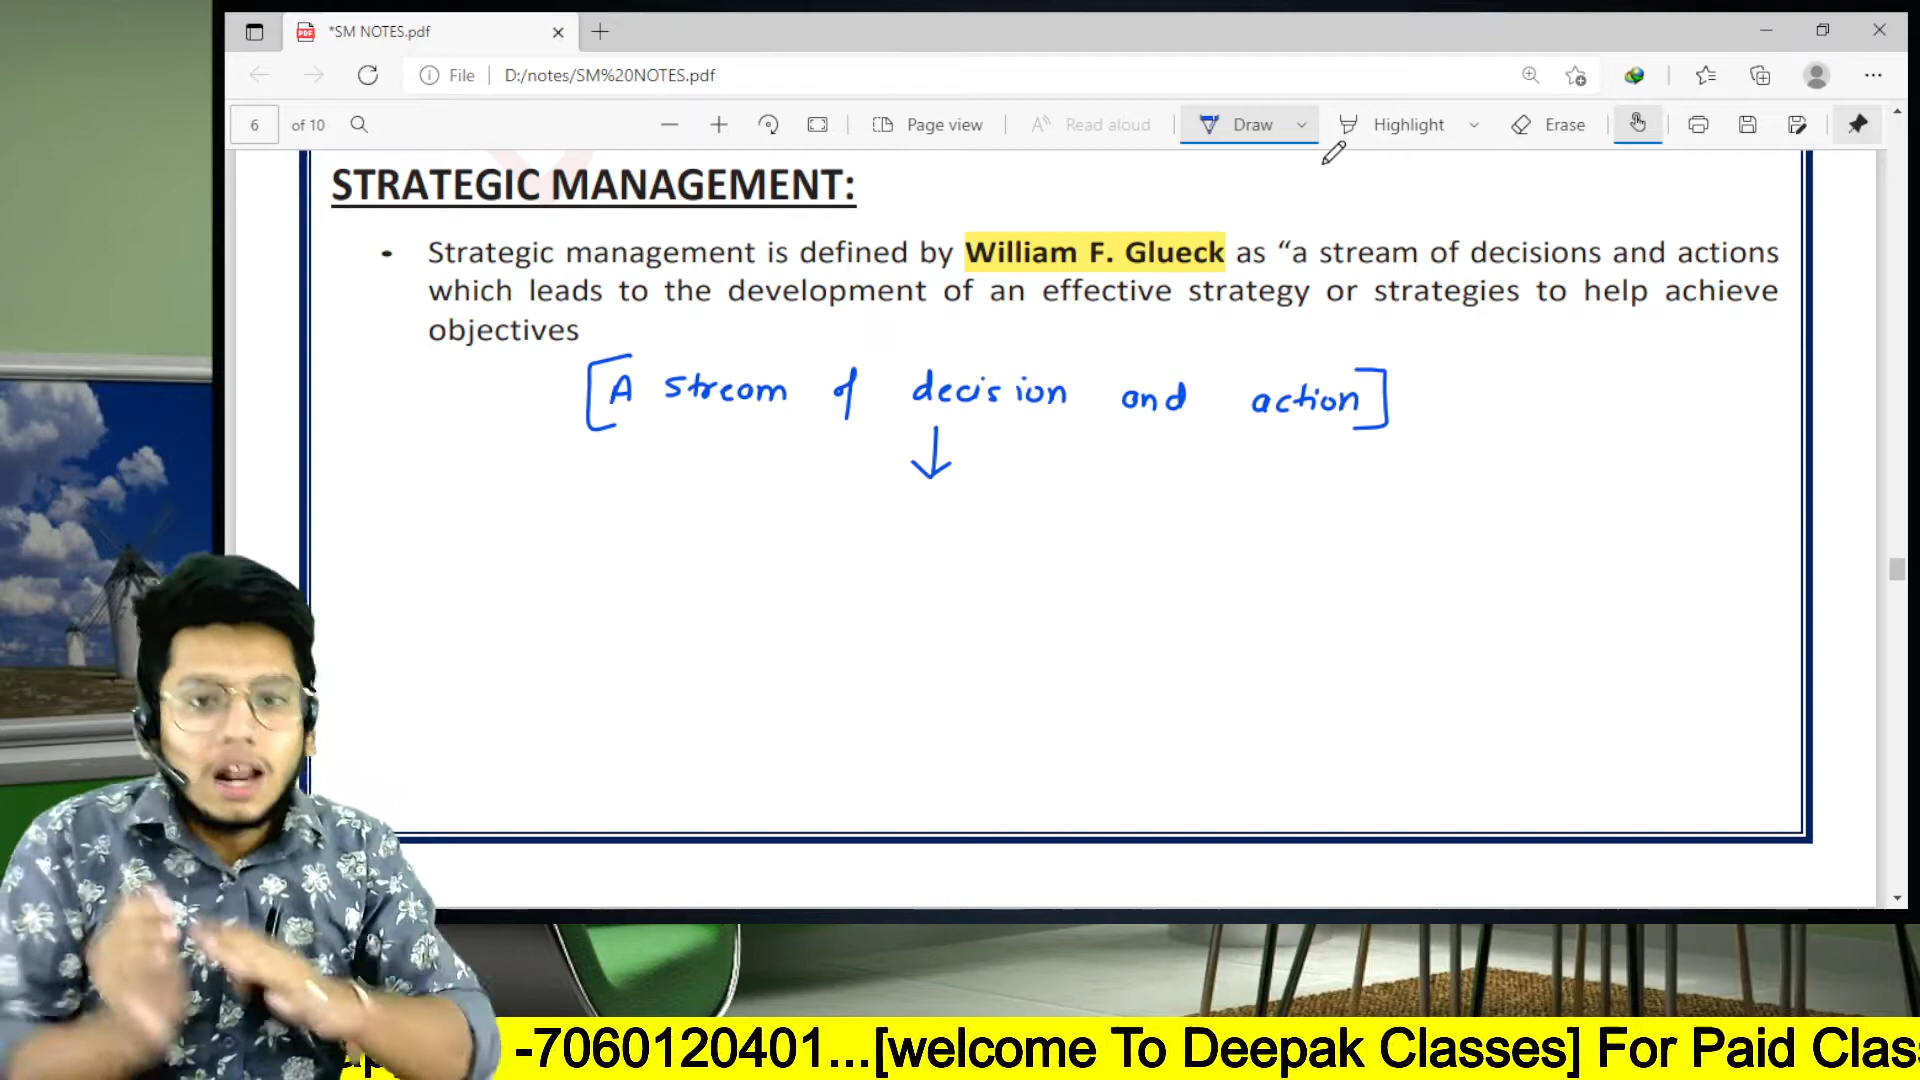 *SM NOTES.pdf
File D:/notes/SM%20NOTES.pdf
6 of 10 Page view Read aloud Draw Highlight Erase
STRATEGIC MANAGEMENT:
• Strategic management is defined by William F. Glueck as “a stream of decisions and actions
which leads to the development of an effective strategy or strategies to help achieve
objectives
[A stream of decision and action]
-7060120401...[welcome To Deepak Classes] For Paid Clas